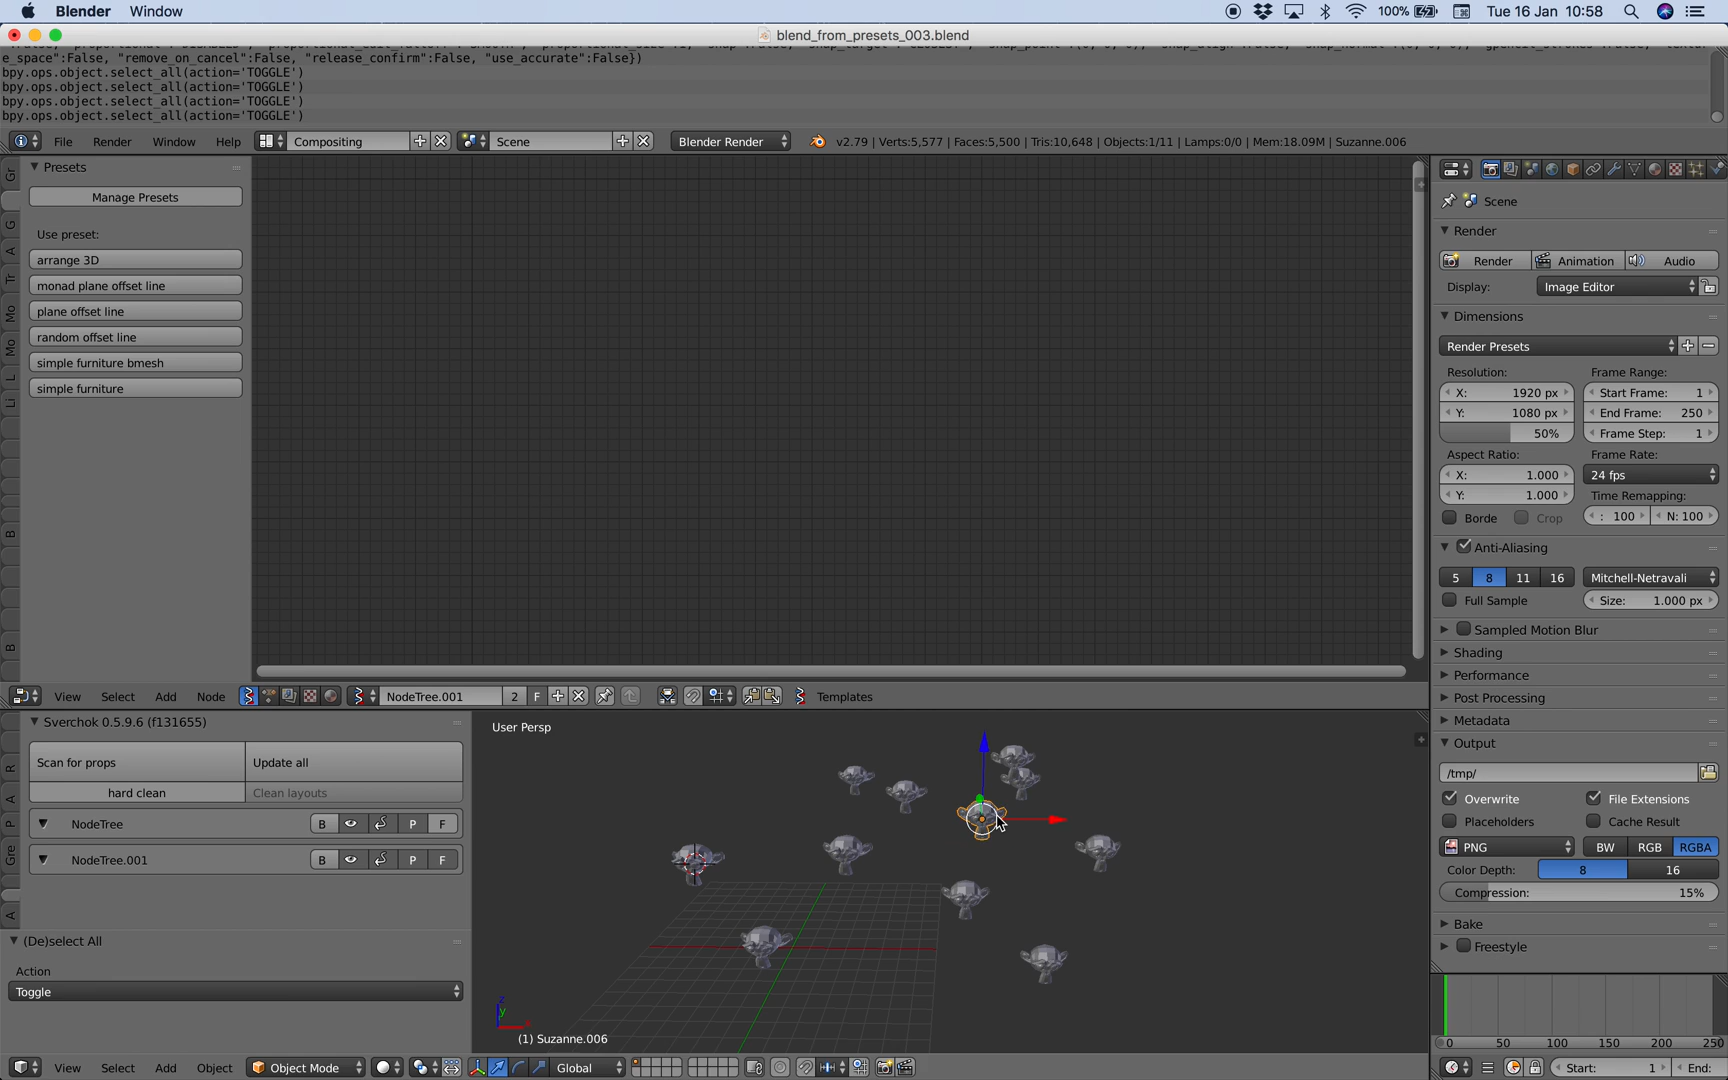 Blender Window 100% Tue 16 Jan 10:58
blend_from_presets_003.blend
e_space":False, "remove_on_cancel":False, "release_confirm":False, "use_accurate":False})
bpy.ops.object.select_all(action='TOGGLE')
bpy.ops.object.select_all(action='TOGGLE')
bpy.ops.object.select_all(action='TOGGLE')
bpy.ops.object.select_all(action='TOGGLE')
File Render Window Help Compositing Scene Blender Render v2.79 | Verts:5,577 | Faces:5,500 | Tris:10,648 | Objects:1/11 | Lamps:0/0 | Mem:18.09M | Suzanne.006
Presets
Manage Presets
Use preset:
arrange 3D
monad plane offset line
plane offset line
random offset line
simple furniture bmesh
simple furniture
Gr
G
A
Tr
Mo
Mo
L
Li
B
B
View Select Add Node NodeTree.001 2 F Templates
Sverchok 0.5.9.6 (f131655)
Scan for props Update all
hard clean Clean layouts
NodeTree B P F
NodeTree.001 B P F
R
A
P
Gre
A
(De)select All
Action
Toggle
User Persp
z
y
x
(1) Suzanne.006
View Select Add Object Object Mode Global
Scene
Render
Render Animation Audio
Display: Image Editor
Dimensions
Render Presets
Resolution: Frame Range:
X: 1920 px Start Frame: 1
Y: 1080 px End Frame: 250
50% Frame Step: 1
Aspect Ratio: Frame Rate:
X: 1.000 24 fps
Y: 1.000 Time Remapping:
Borde Crop : 100 N: 100
Anti-Aliasing
5 8 11 16 Mitchell-Netravali
Full Sample Size: 1.000 px
Sampled Motion Blur
Shading
Performance
Post Processing
Metadata
Output
/tmp/
Overwrite File Extensions
Placeholders Cache Result
PNG BW RGB RGBA
Color Depth: 8 16
Compression: 15%
Bake
Freestyle
0 50 100 150 200 250
Start: 1 End: